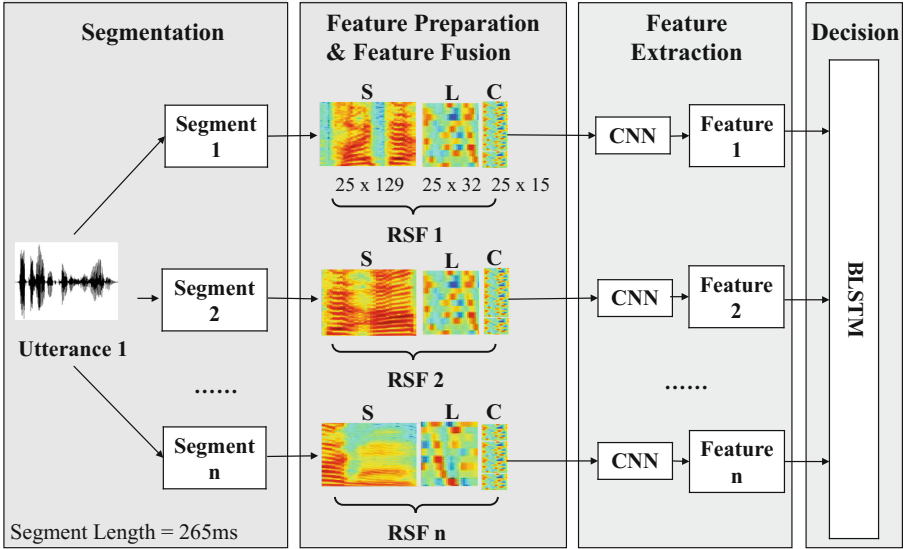 Segmentation
Utterance 1
Segment
1
Segment
2
......
Segment
n
Segment Length = 265ms
Feature Preparation
& Feature Fusion
S L C
25 x 129 25 x 32 25 x 15
RSF 1
S L C
RSF 2
S L C
RSF n
Feature
Extraction
CNN
Feature
1
CNN
Feature
2
......
CNN
Feature
n
Decision
BLSTM